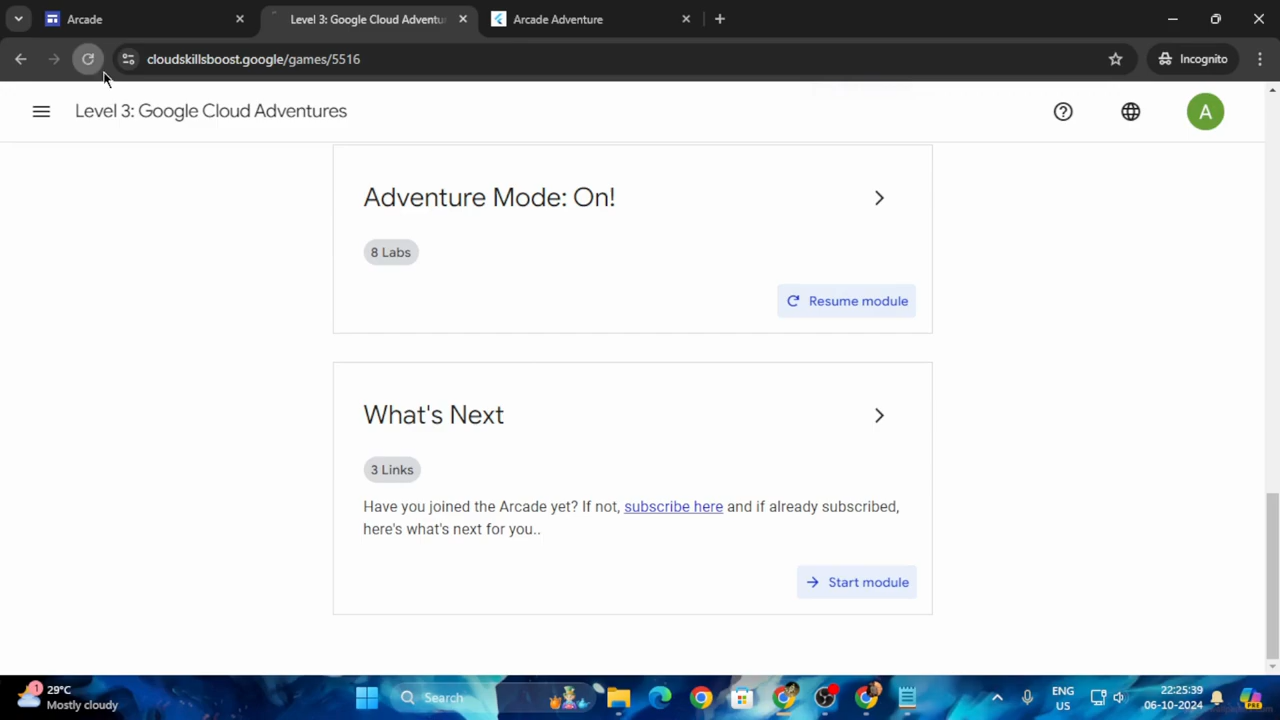 Arcade
Level 3: Google Cloud Adventu
Arcade Adventure
cloudskillsboost.google/games/5516
Incognito
Level 3: Google Cloud Adventures
A
Adventure Mode: On!
8 Labs
Resume module
What's Next
3 Links
Have you joined the Arcade yet? If not, subscribe here and if already subscribed,
here's what's next for you..
Start module
1
29°C
Mostly cloudy
Search
ENG
US
22:25:39
06-10-2024
PRE